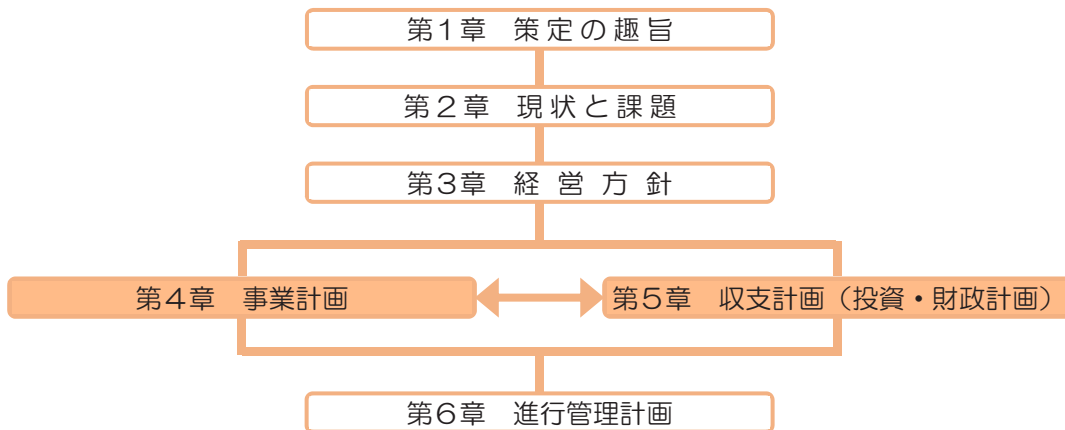 第1章 策定の趣旨
第2章 現状と課題
第3章 経営方針
第4章 事業計画
第5章 収支計画（投資・財政計画）
第6章 進行管理計画